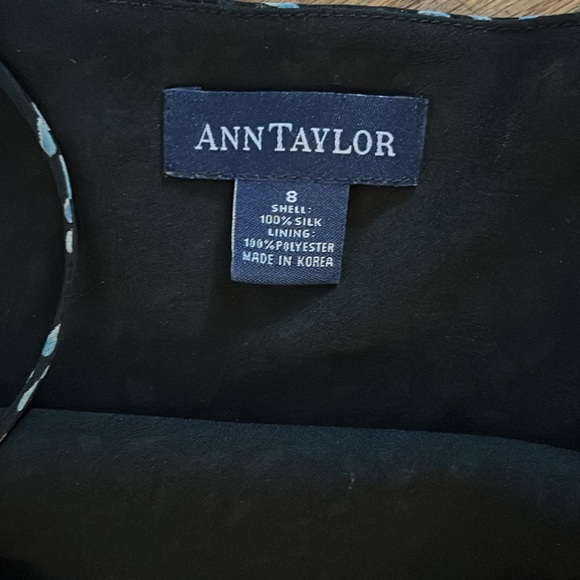 ANNTAYLOR
8
SHELL:
100% SILK
LINING:
100% POLYESTER
MADE IN KOREA